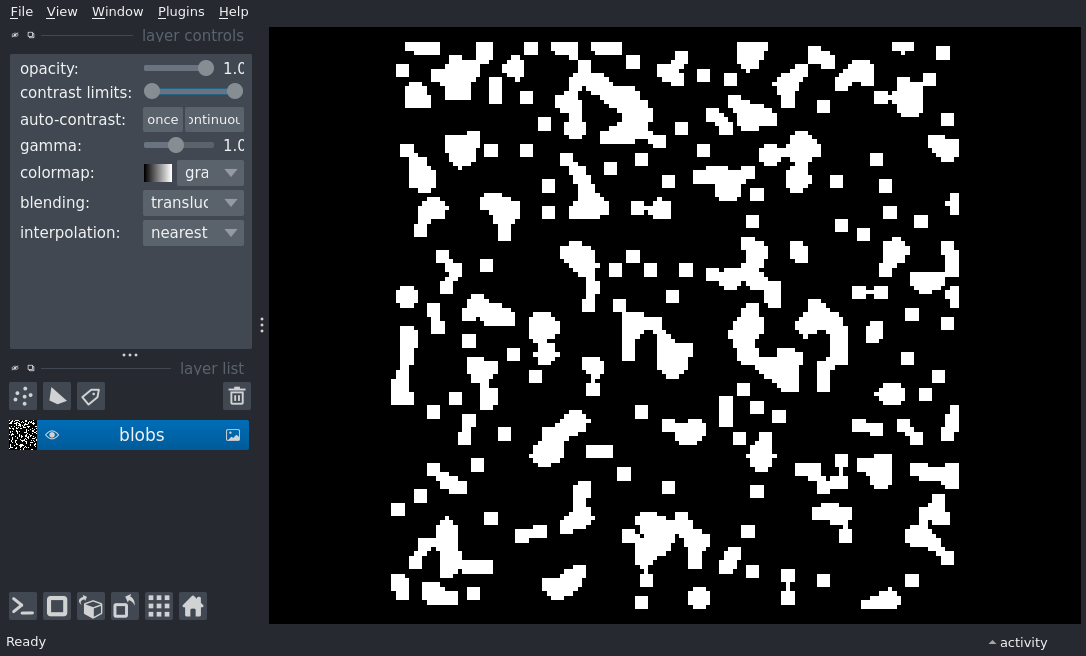 File View Window Plugins Help
layer controls
opacity: 1.0
contrast limits:
auto-contrast: once ontinuou
gamma: 1.0
colormap: gra
blending: transluc
interpolation: nearest
layer list
blobs
Ready
activity